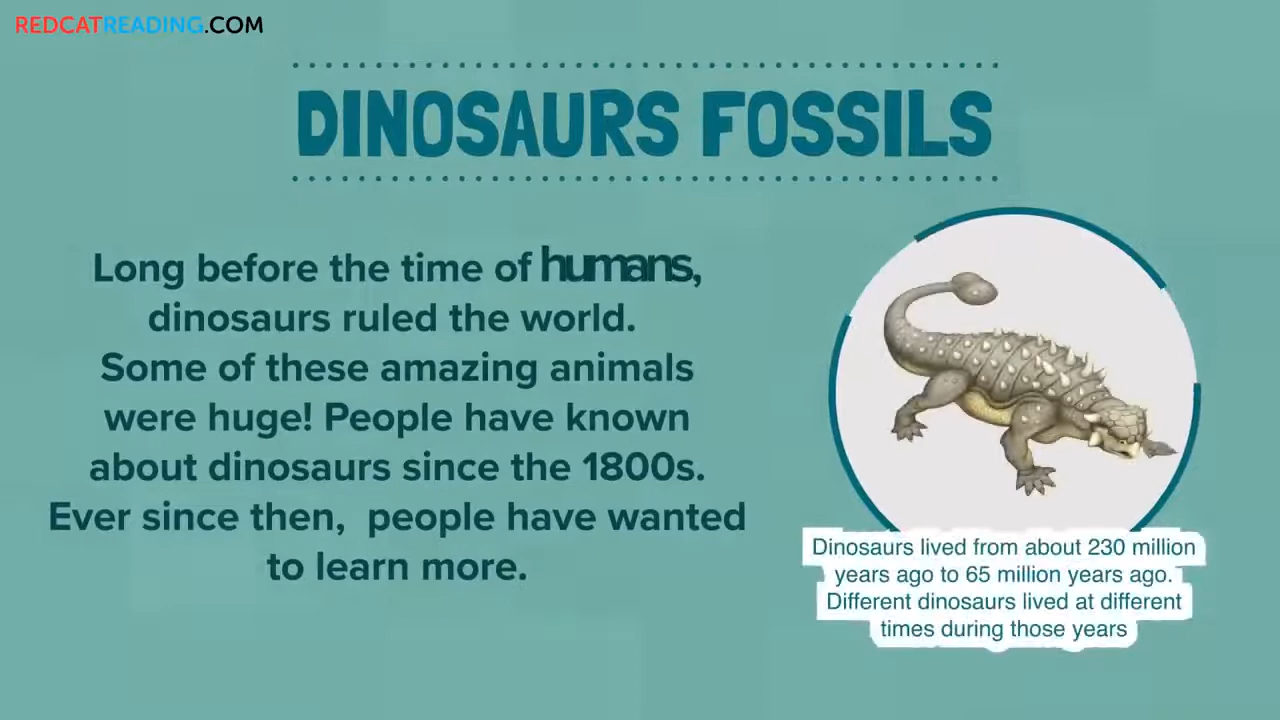 REDCATREADING.COM
DINOSAURS FOSSILS
Long before the time of humans,
dinosaurs ruled the world.
Some of these amazing animals
were huge! People have known
about dinosaurs since the 1800s.
Ever since then,  people have wanted
to learn more.
Dinosaurs lived from about 230 million
years ago to 65 million years ago.
Different dinosaurs lived at different
times during those years